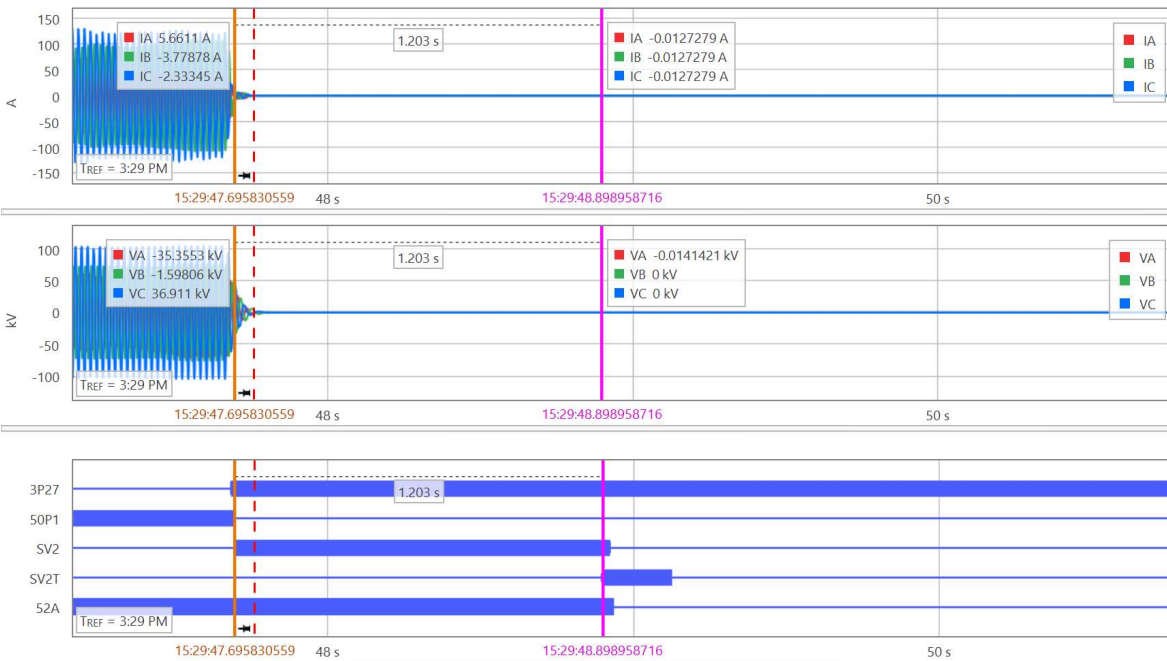 150
100
50
0
-50
-100
-150
A
IA 5.6611 A
IB -3.77878 A
IC -2.33345 A
1.203 s
IA -0.0127279 A
IB -0.0127279 A
IC -0.0127279 A
IA
IB
IC
TREF = 3:29 PM
15:29:47.695830559
48 s
15:29:48.898958716
50 s
100
50
0
-50
-100
kV
VA -35.3553 kV
VB -1.59806 kV
VC 36.911 kV
1.203 s
VA -0.0141421 kV
VB 0 kV
VC 0 kV
VA
VB
VC
TREF = 3:29 PM
15:29:47.695830559
48 s
15:29:48.898958716
50 s
3P27
50P1
SV2
SV2T
52A
1.203 s
TREF = 3:29 PM
15:29:47.695830559
48 s
15:29:48.898958716
50 s